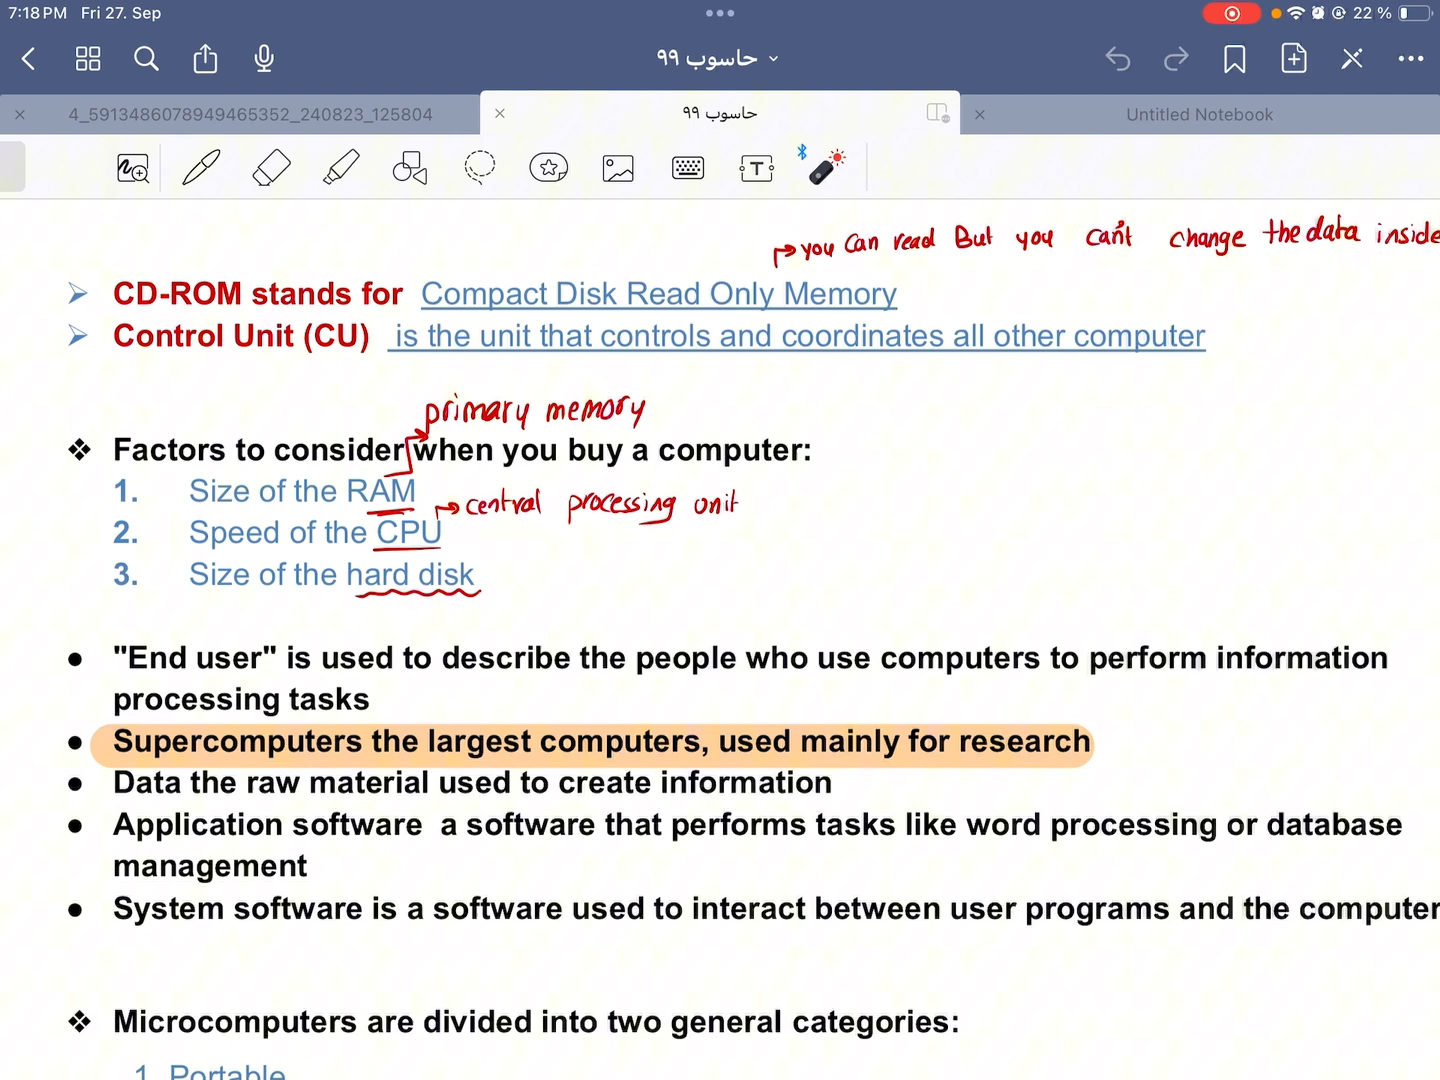 7:18 PM Fri 27. Sep
22 %
حاسوب ٩٩
4_5913486078949465352_240823_125804
حاسوب ٩٩
Untitled Notebook
you can read But you can't change the data inside
CD-ROM stands for Compact Disk Read Only Memory
Control Unit (CU) is the unit that controls and coordinates all other computer
primary memory
Factors to consider when you buy a computer:
1. Size of the RAM
central processing unit
2. Speed of the CPU
3. Size of the hard disk
"End user" is used to describe the people who use computers to perform information
processing tasks
Supercomputers the largest computers, used mainly for research
Data the raw material used to create information
Application software a software that performs tasks like word processing or database
management
System software is a software used to interact between user programs and the computer
Microcomputers are divided into two general categories:
1. Portable